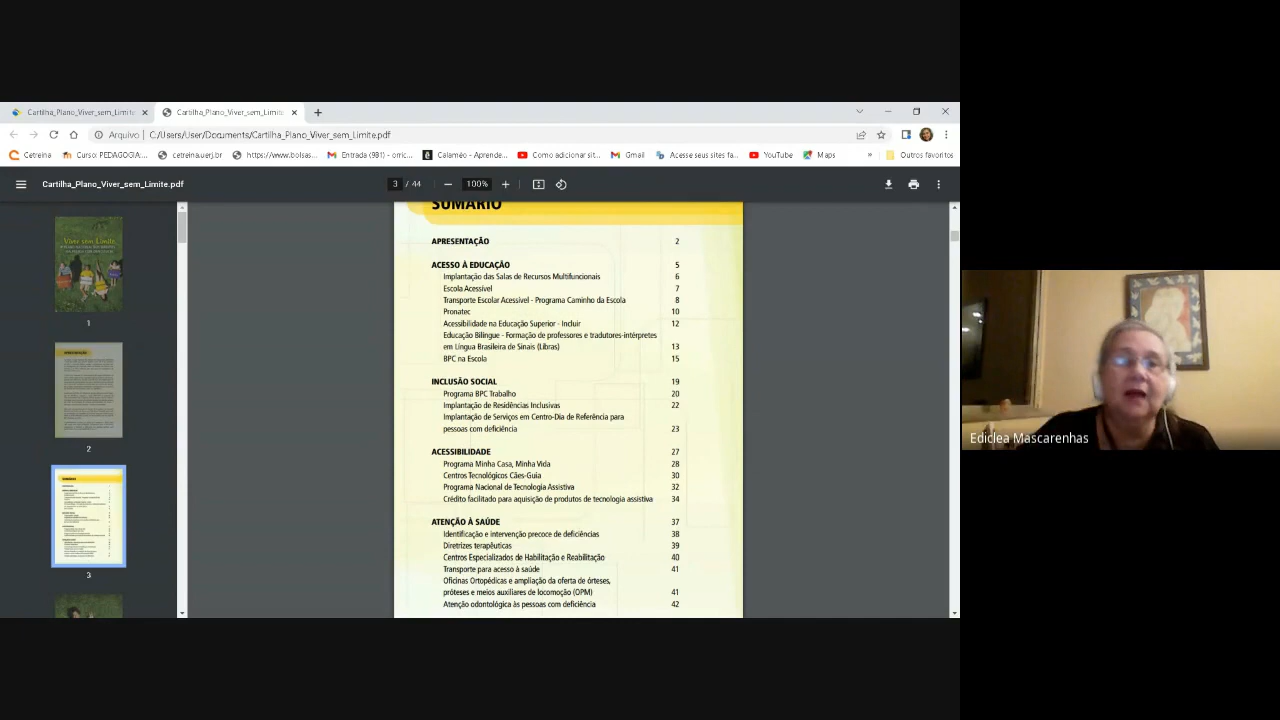 Cartilha_Plano_Viver_sem_Limite
Cartilha_Plano_Viver_sem_Limite
Arquivo | C:/Users/User/Documents/Cartilha_Plano_Viver_sem_Limite.pdf
Cetreina
Curso: PEDAGOGIA...
cetreina.uerj.br
https://www.bolsas...
Entrada (981) - orric...
Calaméo - Aprende...
Como adicionar sit...
Gmail
Acesse seus sites fa...
YouTube
Maps
»
Outros favoritos
Cartilha_Plano_Viver_sem_Limite.pdf
3 / 44
100%
Viver sem Limite
1
APRESENTAÇÃO
2
SUMÁRIO
3
SUMÁRIO
APRESENTAÇÃO 2
ACESSO À EDUCAÇÃO 5
Implantação das Salas de Recursos Multifuncionais 6
Escola Acessível 7
Transporte Escolar Acessível - Programa Caminho da Escola 8
Pronatec 10
Acessibilidade na Educação Superior - Incluir 12
Educação Bilíngue - Formação de professores e tradutores-intérpretes
em Língua Brasileira de Sinais (Libras) 13
BPC na Escola 15
INCLUSÃO SOCIAL 19
Programa BPC Trabalho 20
Implantação de Residências Inclusivas 22
Implantação de Serviços em Centro-Dia de Referência para
pessoas com deficiência 23
ACESSIBILIDADE 27
Programa Minha Casa, Minha Vida 28
Centros Tecnológicos Cães-Guia 30
Programa Nacional de Tecnologia Assistiva 32
Crédito facilitado para aquisição de produtos de tecnologia assistiva 34
ATENÇÃO À SAÚDE 37
Identificação e intervenção precoce de deficiências 38
Diretrizes terapêuticas 39
Centros Especializados de Habilitação e Reabilitação 40
Transporte para acesso à saúde 41
Oficinas Ortopédicas e ampliação da oferta de órteses,
próteses e meios auxiliares de locomoção (OPM) 41
Atenção odontológica às pessoas com deficiência 42
Ediclea Mascarenhas